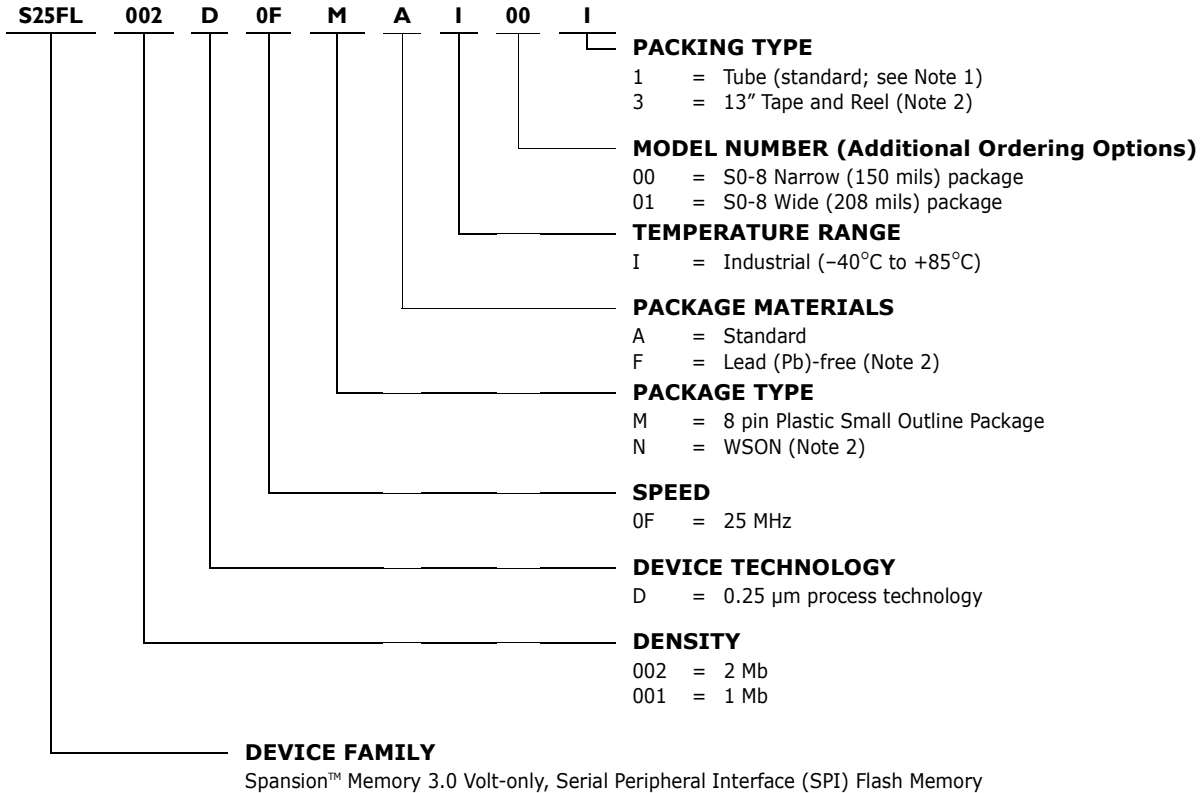 S25FL 002 D 0F M A I 00 I
PACKING TYPE
1 = Tube (standard; see Note 1)
3 = 13” Tape and Reel (Note 2)
MODEL NUMBER (Additional Ordering Options)
00 = S0-8 Narrow (150 mils) package
01 = S0-8 Wide (208 mils) package
TEMPERATURE RANGE
I = Industrial (–40°C to +85°C)
PACKAGE MATERIALS
A = Standard
F = Lead (Pb)-free (Note 2)
PACKAGE TYPE
M = 8 pin Plastic Small Outline Package
N = WSON (Note 2)
SPEED
0F = 25 MHz
DEVICE TECHNOLOGY
D = 0.25 µm process technology
DENSITY
002 = 2 Mb
001 = 1 Mb
DEVICE FAMILY
Spansion™ Memory 3.0 Volt-only, Serial Peripheral Interface (SPI) Flash Memory